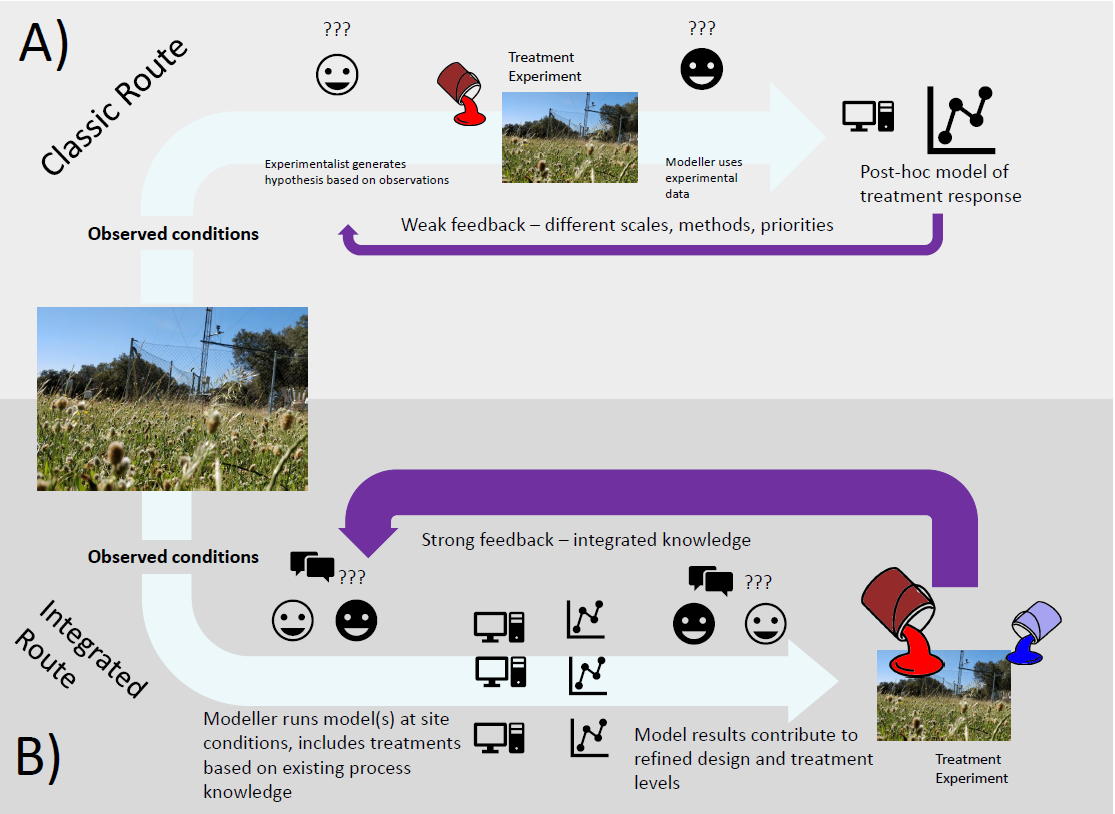 A)
Classic Route
???
Treatment
Experiment
???
Experimentalist generates
hypothesis based on observations
Modeller uses
experimental
data
Post-hoc model of
treatment response
Observed conditions
Weak feedback – different scales, methods, priorities
Observed conditions
Strong feedback – integrated knowledge
???
???
Integrated
Route
B)
Modeller runs model(s) at site
conditions, includes treatments
based on existing process
knowledge
Model results contribute to
refined design and treatment
levels
Treatment
Experiment